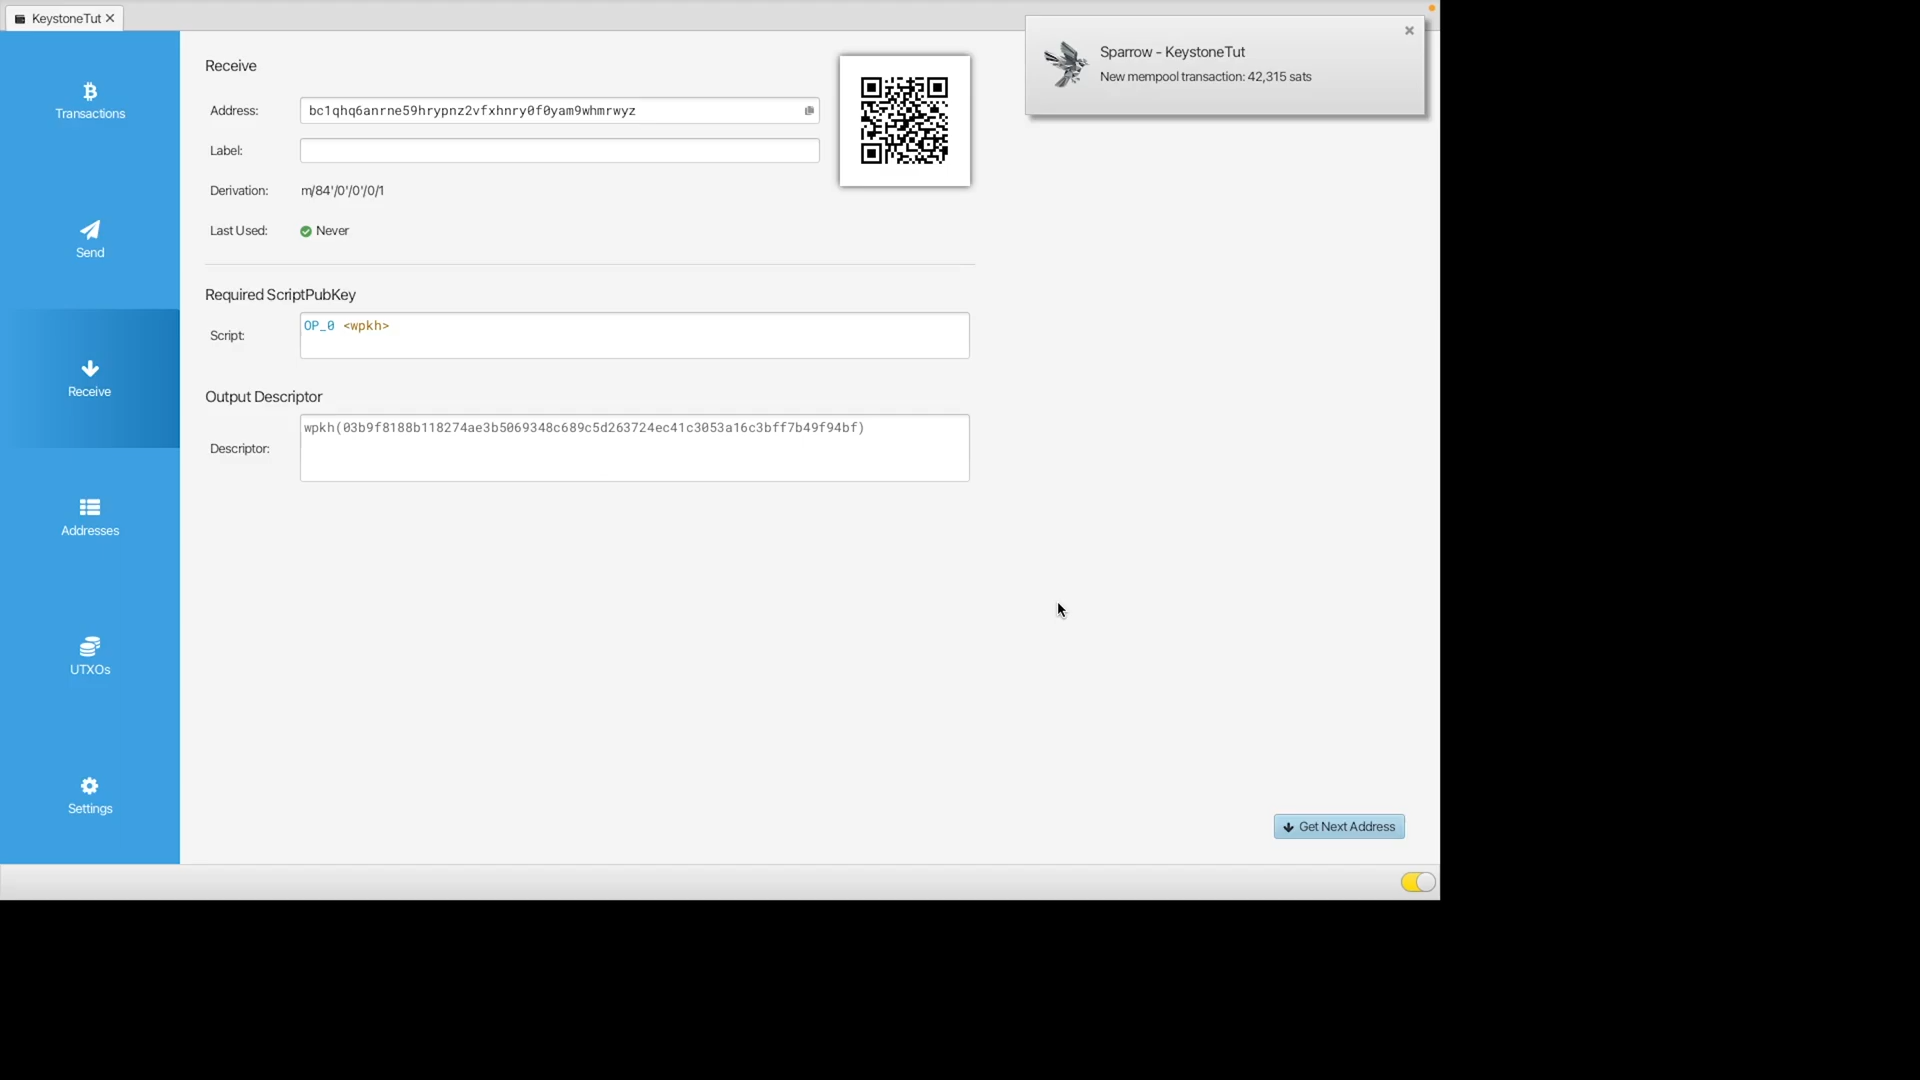 KeystoneTut
Sparrow - KeystoneTut
New mempool transaction: 42,315 sats
Transactions
Send
Receive
Addresses
UTXOs
Settings
Receive
Address: bc1qhq6anrne59hrypnz2vfxhnry0f0yam9whmrwyz
Label:
Derivation: m/84'/0'/0'/0/1
Last Used: Never
Required ScriptPubKey
Script: OP_0 <wpkh>
Output Descriptor
Descriptor: wpkh(03b9f8188b118274ae3b5069348c689c5d263724ec41c3053a16c3bff7b49f94bf)
Get Next Address